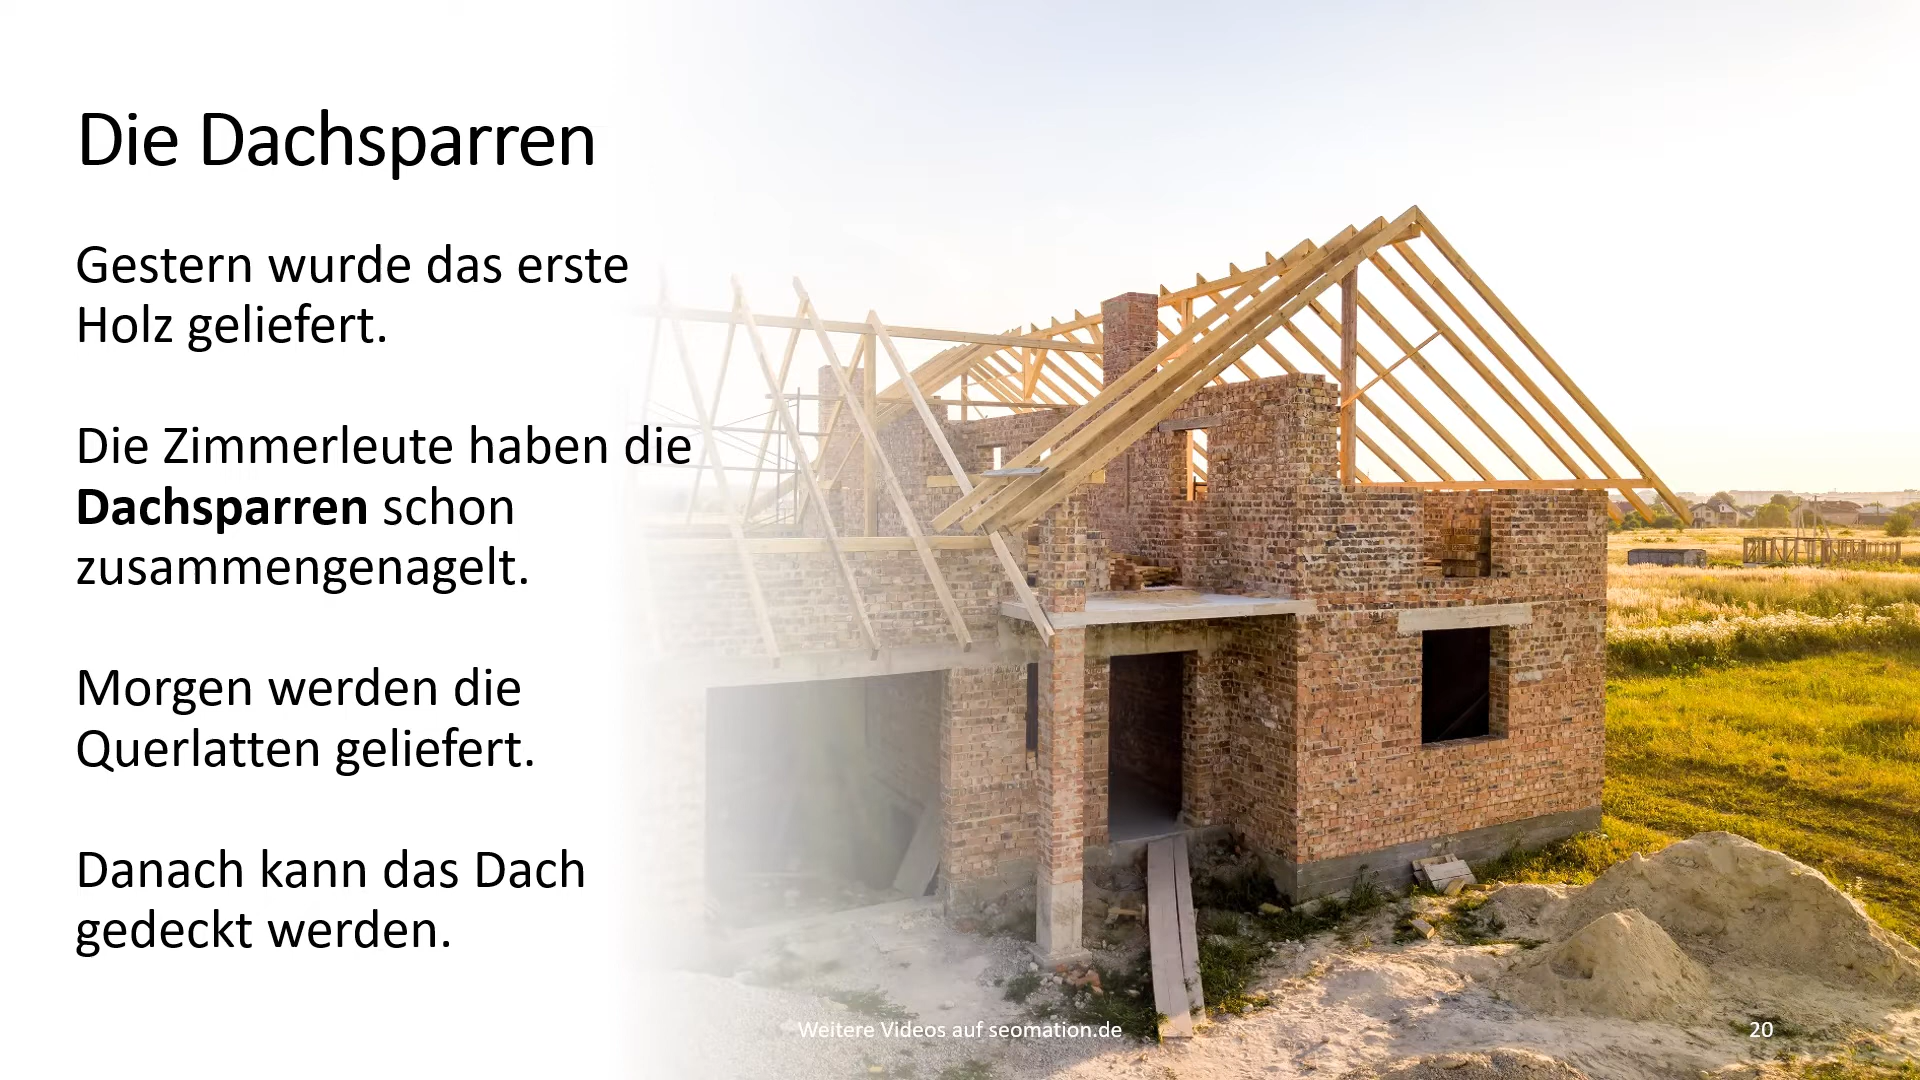 Die Dachsparren
Gestern wurde das erste
Holz geliefert.
Die Zimmerleute haben die
Dachsparren schon
zusammengenagelt.
Morgen werden die
Querlatten geliefert.
Danach kann das Dach
gedeckt werden.
Weitere Videos auf seomation.de
20